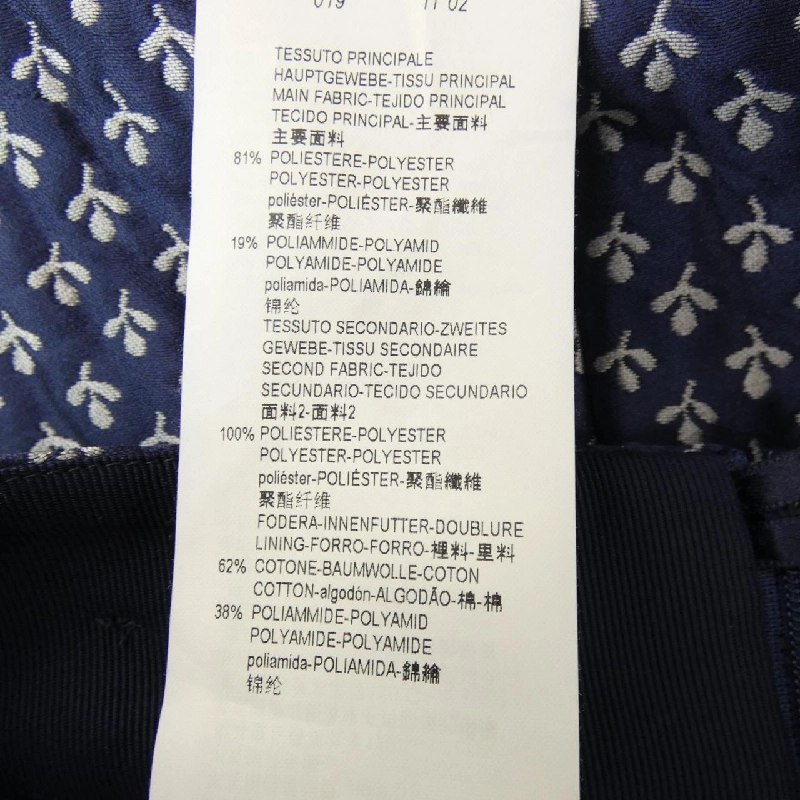 019 11 02
TESSUTO PRINCIPALE
HAUPTGEWEBE-TISSU PRINCIPAL
MAIN FABRIC-TEJIDO PRINCIPAL
TECIDO PRINCIPAL-主要面料
主要面料
81% POLIESTERE-POLYESTER
POLYESTER-POLYESTER
poliéster-POLIÉSTER-聚酯纖維
聚酯纤维
19% POLIAMMIDE-POLYAMID
POLYAMIDE-POLYAMIDE
poliamida-POLIAMIDA-錦綸
锦纶
TESSUTO SECONDARIO-ZWEITES
GEWEBE-TISSU SECONDAIRE
SECOND FABRIC-TEJIDO
SECUNDARIO-TECIDO SECUNDARIO
面料2-面料2
100% POLIESTERE-POLYESTER
POLYESTER-POLYESTER
poliéster-POLIÉSTER-聚酯纖維
聚酯纤维
FODERA-INNENFUTTER-DOUBLURE
LINING-FORRO-FORRO-裡料-里料
62% COTONE-BAUMWOLLE-COTON
COTTON-algodón-ALGODÃO-棉-棉
38% POLIAMMIDE-POLYAMID
POLYAMIDE-POLYAMIDE
poliamida-POLIAMIDA-錦綸
锦纶